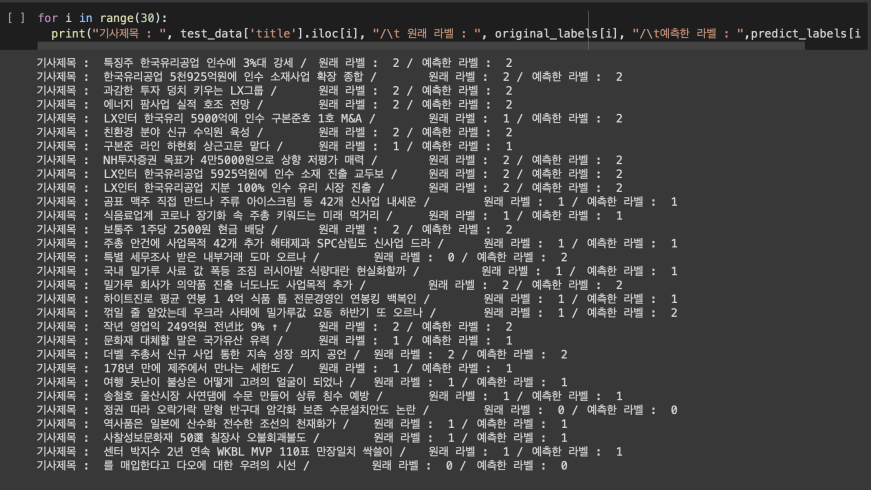 [ ] for i in range(30):
print("기사제목 : ", test_data['title'].iloc[i], "/\t 원래 라벨 : ", original_labels[i], "/\t예측한 라벨 : ",predict_labels[i
기사제목 : 특징주 한국유리공업 인수에 3%대 강세 / 원래 라벨 : 2 / 예측한 라벨 : 2
기사제목 : 한국유리공업 5천925억원에 인수 소재사업 확장 종합 / 원래 라벨 : 2 / 예측한 라벨 : 2
기사제목 : 과감한 투자 덩치 키우는 LX그룹 / 원래 라벨 : 2 / 예측한 라벨 : 2
기사제목 : 에너지 팜사업 실적 호조 전망 / 원래 라벨 : 2 / 예측한 라벨 : 2
기사제목 : LX인터 한국유리 5900억에 인수 구본준호 1호 M&A / 원래 라벨 : 1 / 예측한 라벨 : 2
기사제목 : 친환경 분야 신규 수익원 육성 / 원래 라벨 : 2 / 예측한 라벨 : 2
기사제목 : 구본준 라인 하현회 상근고문 맡다 / 원래 라벨 : 1 / 예측한 라벨 : 1
기사제목 : NH투자증권 목표가 4만5000원으로 상향 저평가 매력 / 원래 라벨 : 2 / 예측한 라벨 : 2
기사제목 : LX인터 한국유리공업 5925억원에 인수 소재 진출 교두보 / 원래 라벨 : 2 / 예측한 라벨 : 2
기사제목 : LX인터 한국유리공업 지분 100% 인수 유리 시장 진출 / 원래 라벨 : 2 / 예측한 라벨 : 2
기사제목 : 곰표 맥주 직접 만드나 주류 아이스크림 등 42개 신사업 내세운 / 원래 라벨 : 1 / 예측한 라벨 : 1
기사제목 : 식음료업계 코로나 장기화 속 주총 키워드는 미래 먹거리 / 원래 라벨 : 1 / 예측한 라벨 : 1
기사제목 : 보통주 1주당 2500원 현금 배당 / 원래 라벨 : 2 / 예측한 라벨 : 2
기사제목 : 주총 안건에 사업목적 42개 추가 해태제과 SPC삼립도 신사업 드라 / 원래 라벨 : 1 / 예측한 라벨 : 1
기사제목 : 특별 세무조사 받은 내부거래 도마 오르나 / 원래 라벨 : 0 / 예측한 라벨 : 2
기사제목 : 국내 밀가루 사료 값 폭등 조짐 러시아발 식량대란 현실화할까 / 원래 라벨 : 1 / 예측한 라벨 : 1
기사제목 : 밀가루 회사가 의약품 진출 너도나도 사업목적 추가 / 원래 라벨 : 2 / 예측한 라벨 : 2
기사제목 : 하이트진로 평균 연봉 1 4억 식품 톱 전문경영인 연봉킹 백복인 / 원래 라벨 : 1 / 예측한 라벨 : 1
기사제목 : 꺾일 줄 알았는데 우크라 사태에 밀가루값 요동 하반기 또 오르나 / 원래 라벨 : 1 / 예측한 라벨 : 2
기사제목 : 작년 영업익 249억원 전년比 9% ↑ / 원래 라벨 : 2 / 예측한 라벨 : 2
기사제목 : 문화재 대체할 말은 국가유산 유력 / 원래 라벨 : 1 / 예측한 라벨 : 1
기사제목 : 더벨 주총서 신규 사업 통한 지속 성장 의지 공언 / 원래 라벨 : 2 / 예측한 라벨 : 2
기사제목 : 178년 만에 제주에서 만나는 세한도 / 원래 라벨 : 1 / 예측한 라벨 : 1
기사제목 : 여행 못난이 불상은 어떻게 고려의 얼굴이 되었나 / 원래 라벨 : 1 / 예측한 라벨 : 1
기사제목 : 송철호 울산시장 사연댐에 수문 만들어 상류 침수 예방 / 원래 라벨 : 1 / 예측한 라벨 : 1
기사제목 : 정권 따라 오락가락 맏형 반구대 암각화 보존 수문설치안도 논란 / 원래 라벨 : 0 / 예측한 라벨 : 0
기사제목 : 역사품은 일본에 산수화 전수한 조선의 천재화가 / 원래 라벨 : 1 / 예측한 라벨 : 1
기사제목 : 사찰성보문화재 50選 칠장사 오불회괘불도 / 원래 라벨 : 1 / 예측한 라벨 : 1
기사제목 : 센터 박지수 2년 연속 WKBL MVP 110표 만장일치 싹쓸이 / 원래 라벨 : 1 / 예측한 라벨 : 1
기사제목 : 를 매입한다고 다오에 대한 우려의 시선 / 원래 라벨 : 0 / 예측한 라벨 : 0